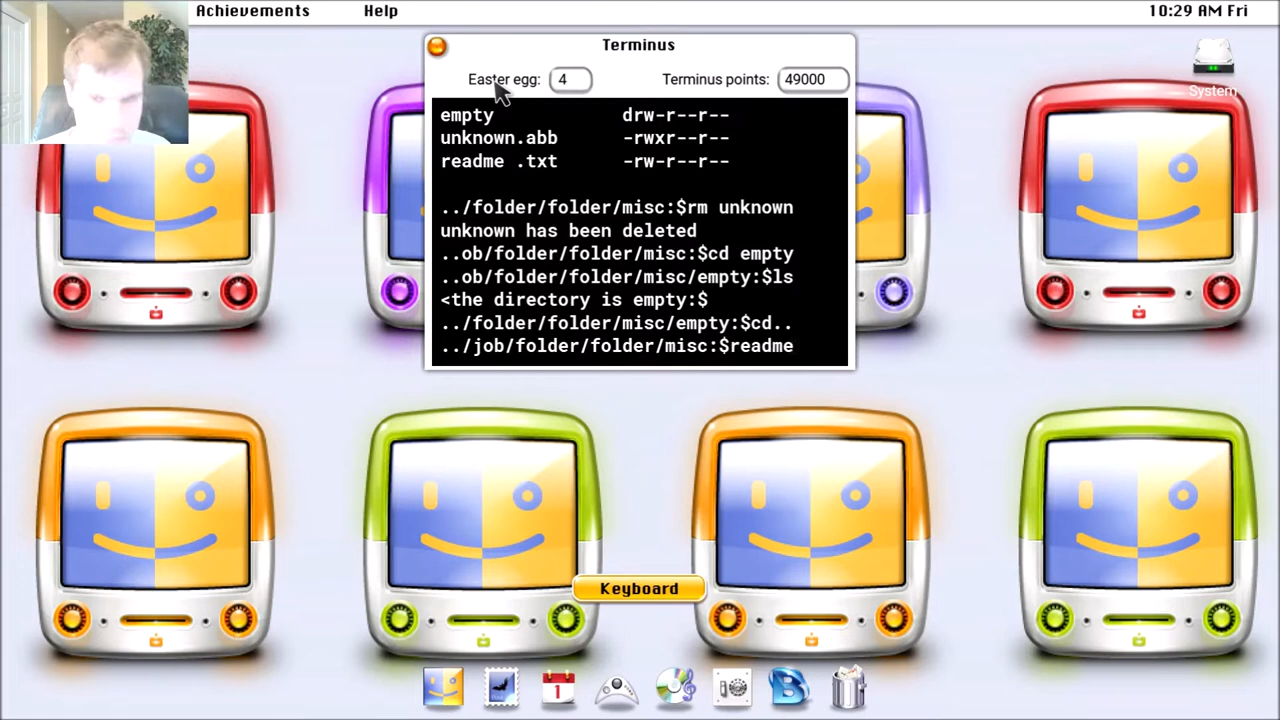 Achievements Help 10:29 AM Fri
Terminus
Easter egg: 4 Terminus points: 49000
System
empty drw-r--r--
unknown.abb -rwxr--r--
readme .txt -rw-r--r--
../folder/folder/misc:$rm unknown
unknown has been deleted
..ob/folder/folder/misc:$cd empty
..ob/folder/folder/misc/empty:$ls
<the directory is empty:$
../folder/folder/misc/empty:$cd..
../job/folder/folder/misc:$readme
Keyboard
1
B